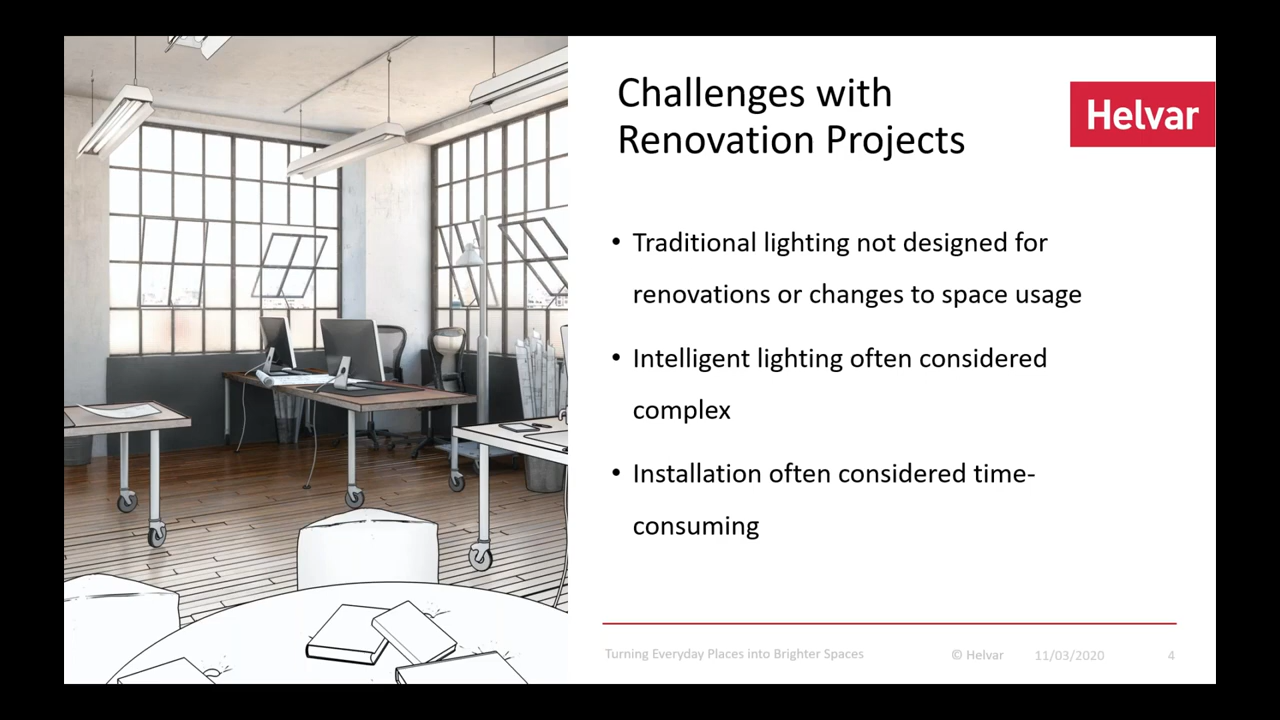 Challenges with
Renovation Projects
Helvar
• Traditional lighting not designed for
renovations or changes to space usage
• Intelligent lighting often considered
complex
• Installation often considered time-
consuming
Turning Everyday Places into Brighter Spaces © Helvar 11/03/2020 4